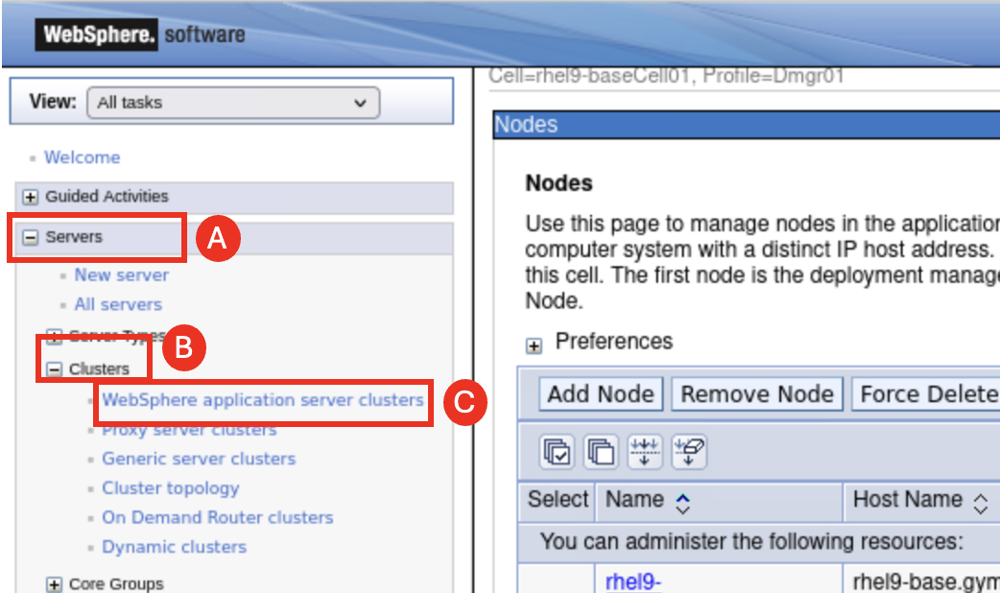 WebSphere. software
View: All tasks
Welcome
Guided Activities
Servers
A
New server
All servers
Server Types
B
Clusters
WebSphere application server clusters
C
Proxy server clusters
Generic server clusters
Cluster topology
On Demand Router clusters
Dynamic clusters
Core Groups
Cell=rhel9-baseCell01, Profile=Dmgr01
Nodes
Nodes
Use this page to manage nodes in the application
computer system with a distinct IP host address.
this cell. The first node is the deployment manage
Node.
Preferences
Add Node Remove Node Force Delete
Select Name Host Name
You can administer the following resources:
rhel9- rhel9-base.gym